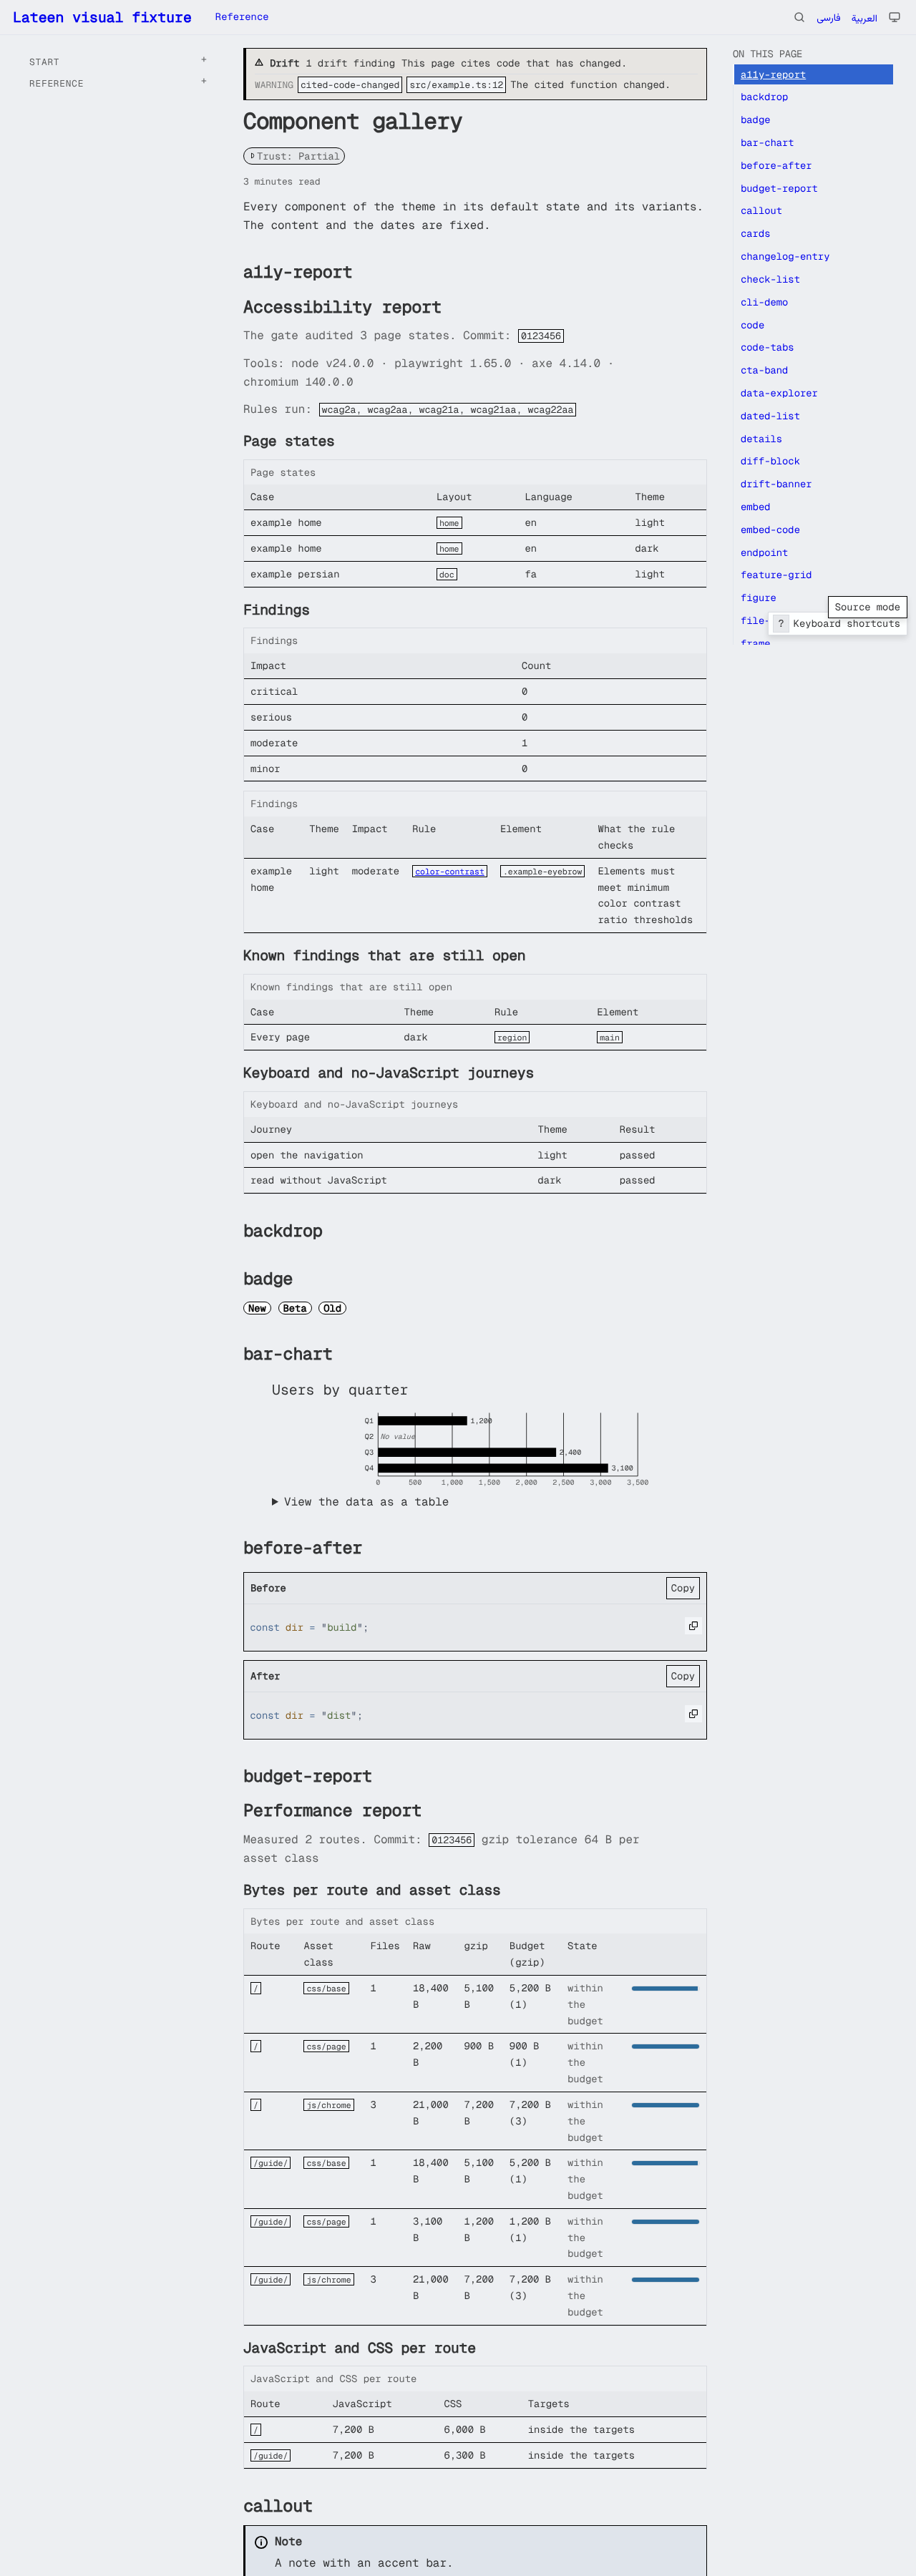 Lateen visual fixture
Reference
فارسی
العربية
START +
REFERENCE +
Drift 1 drift finding This page cites code that has changed.
WARNING cited-code-changed src/example.ts:12 The cited function changed.
Component gallery
Trust: Partial
3 minutes read
Every component of the theme in its default state and its variants.
The content and the dates are fixed.
a11y-report
Accessibility report
The gate audited 3 page states. Commit: 0123456
Tools: node v24.0.0 · playwright 1.65.0 · axe 4.14.0 ·
chromium 140.0.0
Rules run: wcag2a, wcag2aa, wcag21a, wcag21aa, wcag22aa
Page states
Page states
Case Layout Language Theme
example home home en light
example home home en dark
example persian doc fa light
Findings
Findings
Impact Count
critical 0
serious 0
moderate 1
minor 0
Findings
Case Theme Impact Rule Element What the rule
checks
example light moderate color-contrast .example-eyebrow Elements must
home meet minimum
color contrast
ratio thresholds
Known findings that are still open
Known findings that are still open
Case Theme Rule Element
Every page dark region main
Keyboard and no-JavaScript journeys
Keyboard and no-JavaScript journeys
Journey Theme Result
open the navigation light passed
read without JavaScript dark passed
backdrop
badge
New Beta Old
bar-chart
Users by quarter
Q1 1,200
Q2 No value
Q3 2,400
Q4 3,100
0 500 1,000 1,500 2,000 2,500 3,000 3,500
View the data as a table
before-after
Before Copy
const dir = "build";
After Copy
const dir = "dist";
budget-report
Performance report
Measured 2 routes. Commit: 0123456 gzip tolerance 64 B per
asset class
Bytes per route and asset class
Bytes per route and asset class
Route Asset Files Raw gzip Budget State
class (gzip)
/ css/base 1 18,400 5,100 5,200 B within
B B (1) the
budget
/ css/page 1 2,200 900 B 900 B within
B (1) the
budget
/ js/chrome 3 21,000 7,200 7,200 B within
B B (3) the
budget
/guide/ css/base 1 18,400 5,100 5,200 B within
B B (1) the
budget
/guide/ css/page 1 3,100 1,200 1,200 B within
B B (1) the
budget
/guide/ js/chrome 3 21,000 7,200 7,200 B within
B B (3) the
budget
JavaScript and CSS per route
JavaScript and CSS per route
Route JavaScript CSS Targets
/ 7,200 B 6,000 B inside the targets
/guide/ 7,200 B 6,300 B inside the targets
callout
Note
A note with an accent bar.
ON THIS PAGE
a11y-report
backdrop
badge
bar-chart
before-after
budget-report
callout
cards
changelog-entry
check-list
cli-demo
code
code-tabs
cta-band
data-explorer
dated-list
details
diff-block
drift-banner
embed
embed-code
endpoint
feature-grid
figure
file-
frame
Source mode
? Keyboard shortcuts